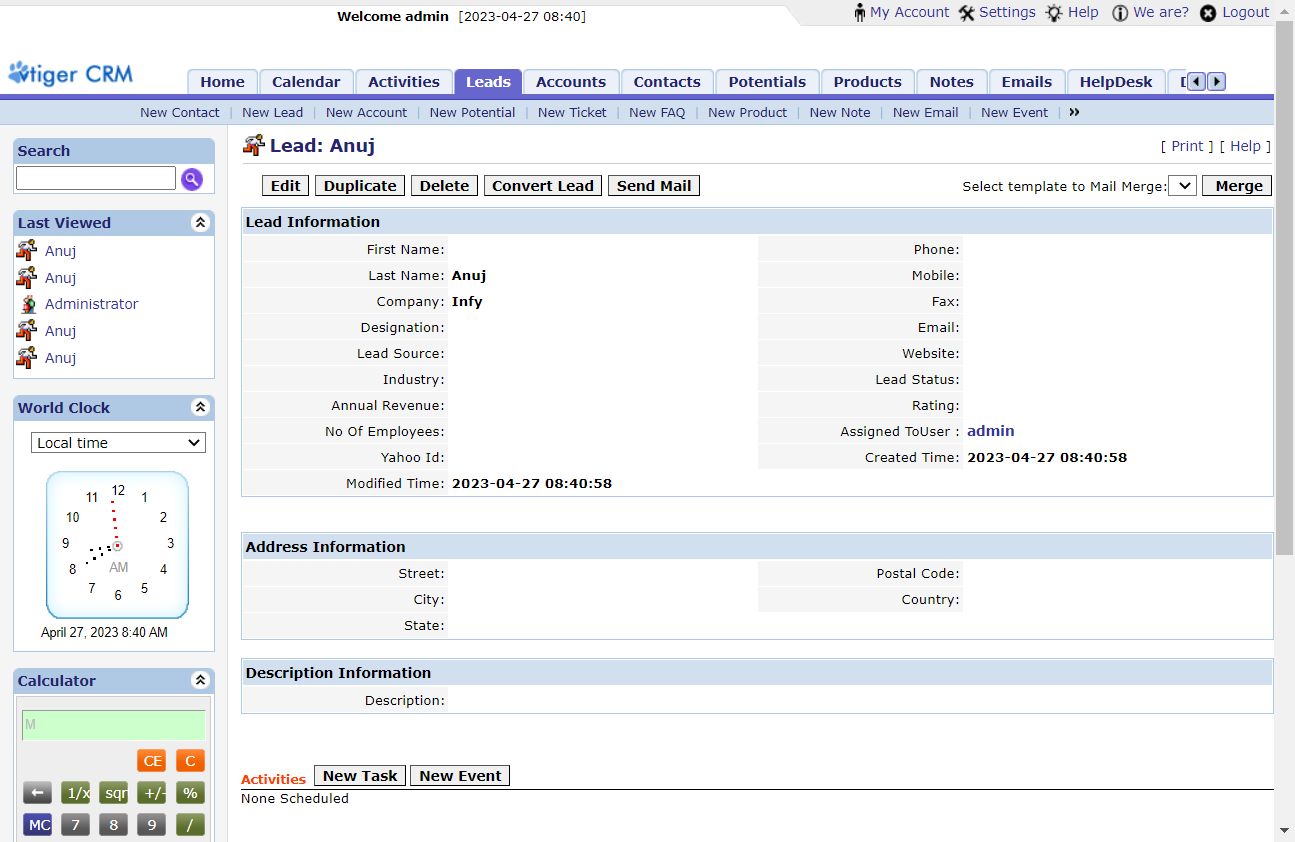 Welcome admin [2023-04-27 08:40]
My Account Settings Help We are? Logout
vtiger CRM
Home Calendar Activities Leads Accounts Contacts Potentials Products Notes Emails HelpDesk
New Contact | New Lead | New Account | New Potential | New Ticket | New FAQ | New Product | New Note | New Email | New Event | »
Search
Last Viewed
Anuj
Anuj
Administrator
Anuj
Anuj
World Clock
Local time
12
11 1
10 2
9 3
8 4
AM
7 5
6
April 27, 2023 8:40 AM
Calculator
M
CE C
← 1/x sqr +/- %
MC 7 8 9 /
Lead: Anuj
[ Print ] [ Help ]
Edit Duplicate Delete Convert Lead Send Mail
Select template to Mail Merge: Merge
Lead Information
First Name: Phone:
Last Name: Anuj Mobile:
Company: Infy Fax:
Designation: Email:
Lead Source: Website:
Industry: Lead Status:
Annual Revenue: Rating:
No Of Employees: Assigned ToUser : admin
Yahoo Id: Created Time: 2023-04-27 08:40:58
Modified Time: 2023-04-27 08:40:58
Address Information
Street: Postal Code:
City: Country:
State:
Description Information
Description:
Activities New Task New Event
None Scheduled